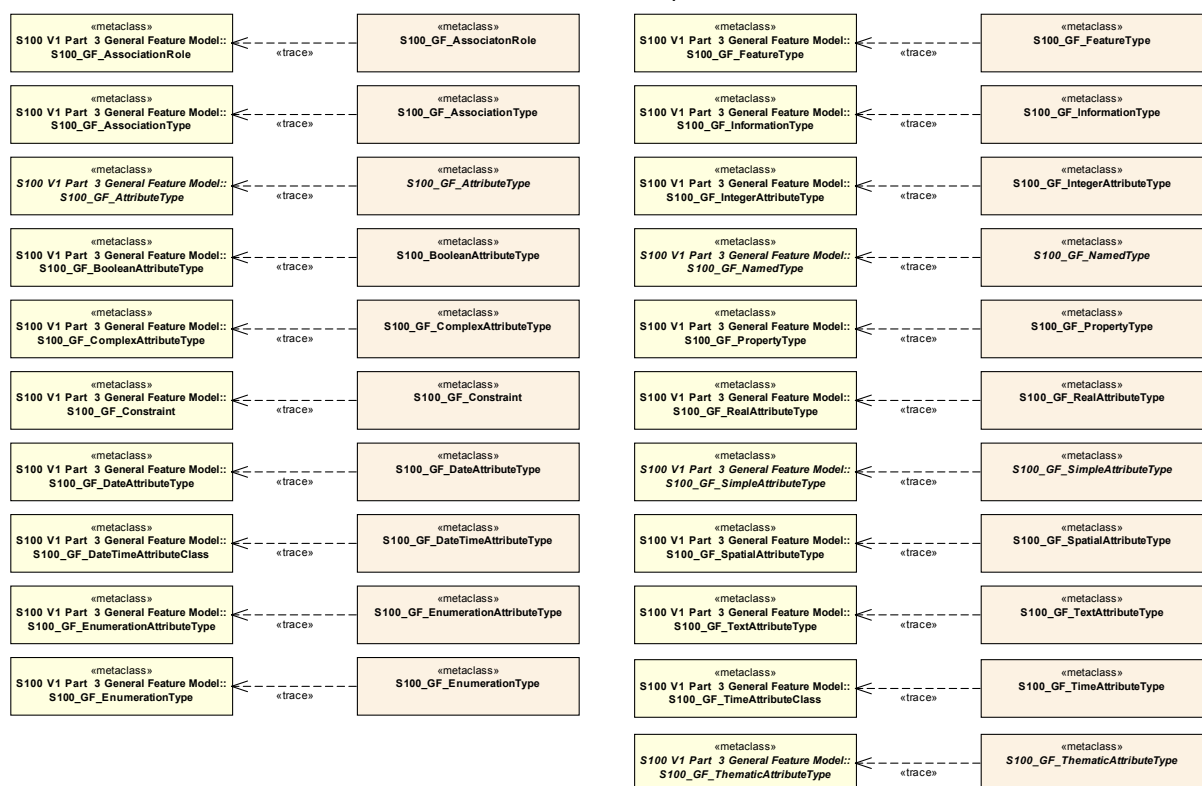 «metaclass»
S100 V1 Part 3 General Feature Model::
S100_GF_AssociationRole
«trace»
«metaclass»
S100_GF_AssociatonRole
«metaclass»
S100 V1 Part 3 General Feature Model::
S100_GF_AssociationType
«trace»
«metaclass»
S100_GF_AssociationType
«metaclass»
S100 V1 Part 3 General Feature Model::
S100_GF_AttributeType
«trace»
«metaclass»
S100_GF_AttributeType
«metaclass»
S100 V1 Part 3 General Feature Model::
S100_GF_BooleanAttributeType
«trace»
«metaclass»
S100_BooleanAttributeType
«metaclass»
S100 V1 Part 3 General Feature Model::
S100_GF_ComplexAttributeType
«trace»
«metaclass»
S100_GF_ComplexAttributeType
«metaclass»
S100 V1 Part 3 General Feature Model::
S100_GF_Constraint
«trace»
«metaclass»
S100_GF_Constraint
«metaclass»
S100 V1 Part 3 General Feature Model::
S100_GF_DateAttributeType
«trace»
«metaclass»
S100_GF_DateAttributeType
«metaclass»
S100 V1 Part 3 General Feature Model::
S100_GF_DateTimeAttributeClass
«trace»
«metaclass»
S100_GF_DateTimeAttributeType
«metaclass»
S100 V1 Part 3 General Feature Model::
S100_GF_EnumerationAttributeType
«trace»
«metaclass»
S100_GF_EnumerationAttributeType
«metaclass»
S100 V1 Part 3 General Feature Model::
S100_GF_EnumerationType
«trace»
«metaclass»
S100_GF_EnumerationType
«metaclass»
S100 V1 Part 3 General Feature Model::
S100_GF_FeatureType
«trace»
«metaclass»
S100_GF_FeatureType
«metaclass»
S100 V1 Part 3 General Feature Model::
S100_GF_InformationType
«trace»
«metaclass»
S100_GF_InformationType
«metaclass»
S100 V1 Part 3 General Feature Model::
S100_GF_IntegerAttributeType
«trace»
«metaclass»
S100_GF_IntegerAttributeType
«metaclass»
S100 V1 Part 3 General Feature Model::
S100_GF_NamedType
«trace»
«metaclass»
S100_GF_NamedType
«metaclass»
S100 V1 Part 3 General Feature Model::
S100_GF_PropertyType
«trace»
«metaclass»
S100_GF_PropertyType
«metaclass»
S100 V1 Part 3 General Feature Model::
S100_GF_RealAttributeType
«trace»
«metaclass»
S100_GF_RealAttributeType
«metaclass»
S100 V1 Part 3 General Feature Model::
S100_GF_SimpleAttributeType
«trace»
«metaclass»
S100_GF_SimpleAttributeType
«metaclass»
S100 V1 Part 3 General Feature Model::
S100_GF_SpatialAttributeType
«trace»
«metaclass»
S100_GF_SpatialAttributeType
«metaclass»
S100 V1 Part 3 General Feature Model::
S100_GF_TextAttributeType
«trace»
«metaclass»
S100_GF_TextAttributeType
«metaclass»
S100 V1 Part 3 General Feature Model::
S100_GF_TimeAttributeClass
«trace»
«metaclass»
S100_GF_TimeAttributeType
«metaclass»
S100 V1 Part 3 General Feature Model::
S100_GF_ThematicAttributeType
«trace»
«metaclass»
S100_GF_ThematicAttributeType